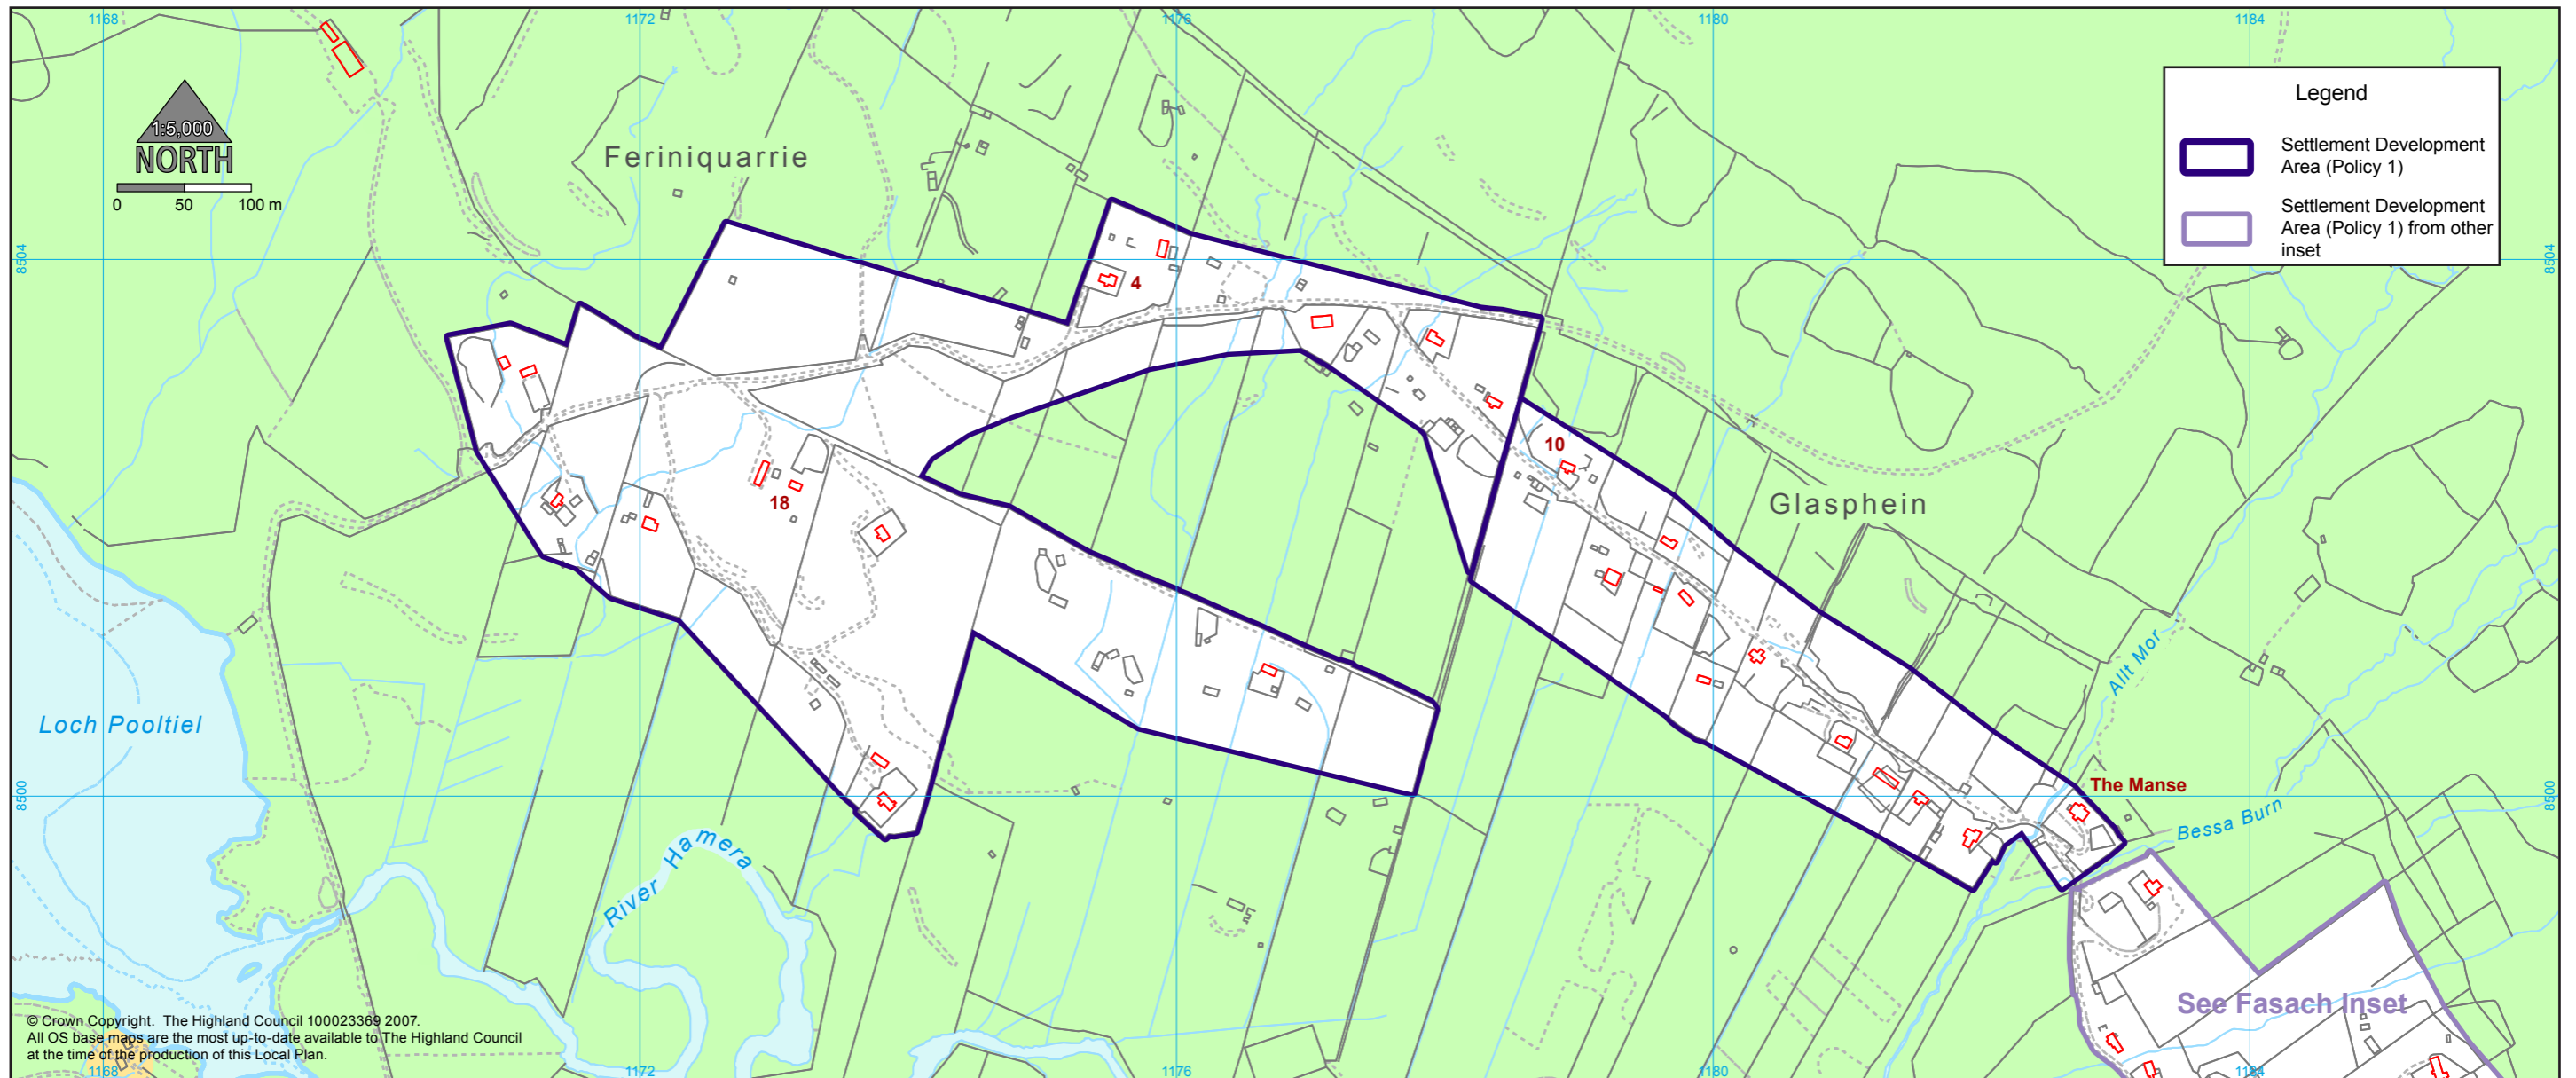 1168
1172
1176
1180
1184
1:5,000
NORTH
0 50 100 m
Feriniquarrie
Legend
Settlement Development
Area (Policy 1)
Settlement Development
Area (Policy 1) from other
inset
8504
8504
4
10
18
Glasphein
Loch Pooltiel
Allt Mor
The Manse
8500
8500
Bessa Burn
River Hamera
See Fasach Inset
© Crown Copyright. The Highland Council 100023369 2007.
All OS base maps are the most up-to-date available to The Highland Council
at the time of the production of this Local Plan.
1168
1172
1176
1180
1184